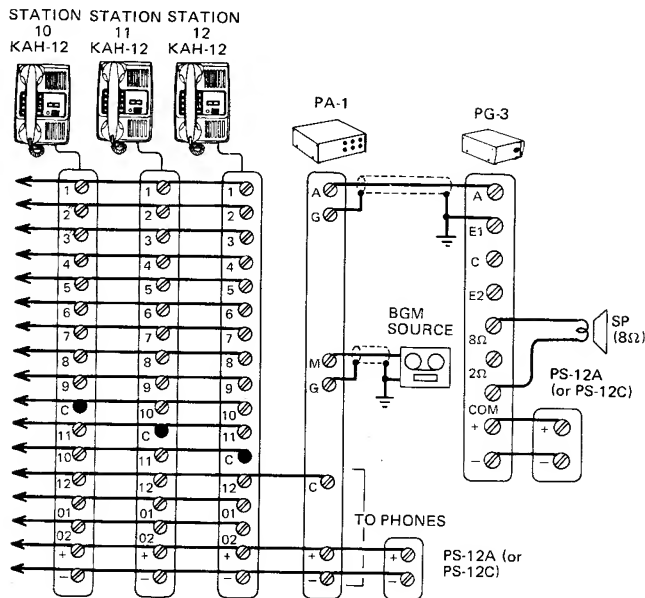 STATION 10 KAH-12
STATION 11 KAH-12
STATION 12 KAH-12
PA-1
PG-3
1 1 1 A A
2 2 2 G E1
3 3 3
4 4 4 C
5 5 5
6 6 6 E2
BGM SOURCE
SP (8Ω)
7 7 7 8Ω
8 8 8 M 2Ω
9 9 9 G
PS-12A (or PS-12C)
C 10 10 COM
11 C 11 + +
10 11 C − −
12 12 12 C
01 01 01
TO PHONES
02 02 02
+ + + + +
− − − − −
PS-12A (or PS-12C)